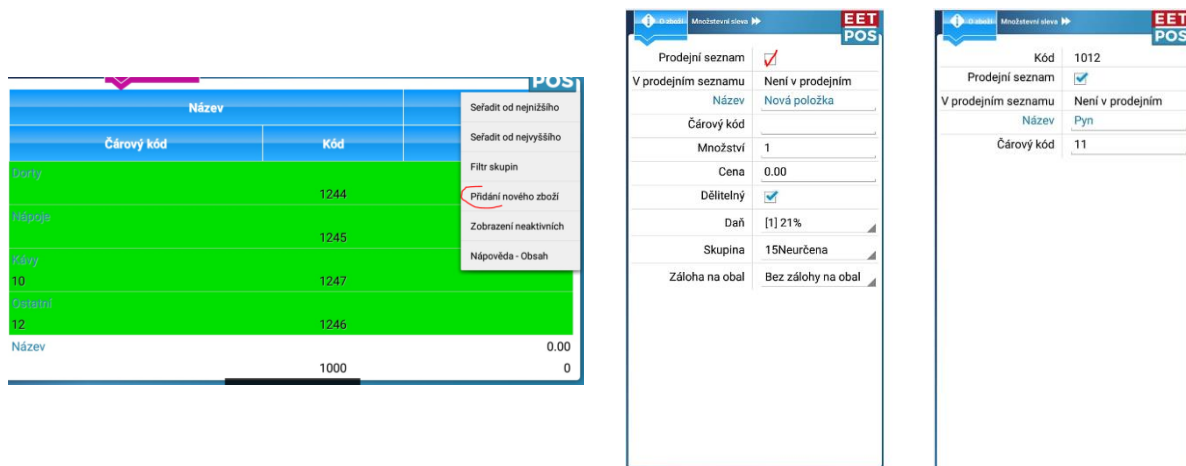 POS
Název
Čárový kód Kód
Dorty
1244
Nápoje
1245
Kávy
10 1247
Ostatní
12 1246
Název 0.00
1000 0
Seřadit od nejnižšího
Seřadit od nejvyššího
Filtr skupin
Přidání nového zboží
Zobrazení neaktivních
Nápověda - Obsah
O zboží Množstevní sleva
EET
POS
Prodejní seznam
V prodejním seznamu Není v prodejním
Název Nová položka
Čárový kód
Množství 1
Cena 0.00
Dělitelný
Daň [1] 21%
Skupina 15Neurčena
Záloha na obal Bez zálohy na obal
O zboží Množstevní sleva
EET
POS
Kód 1012
Prodejní seznam
V prodejním seznamu Není v prodejním
Název Pyn
Čárový kód 11